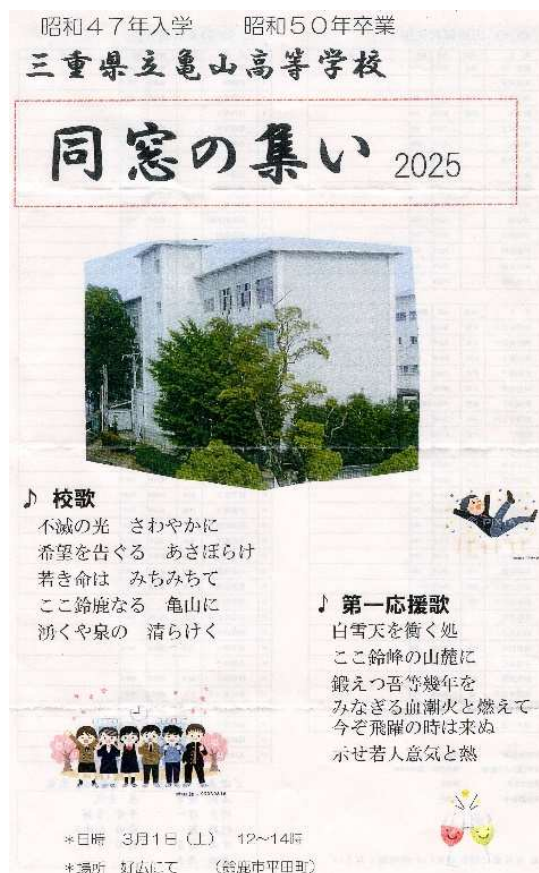 昭和47年入学　昭和50年卒業
三重県立亀山高等学校
同窓の集い 2025
♪ 校歌
不滅の光　さわやかに
希望を告ぐる　あさぼらけ
若き命は　みちみちて
ここ鈴鹿なる　亀山に
湧くや泉の　清らけく
♪ 第一応援歌
白雪天を衝く処
ここ鈴峰の山麓に
鍛えつ吾等幾年を
みなぎる血潮火と燃えて
今ぞ飛躍の時は来ぬ
示せ若人意気と熱
＊日時　3月1日（土）　12〜14時
＊場所　好広にて　（鈴鹿市平田町）